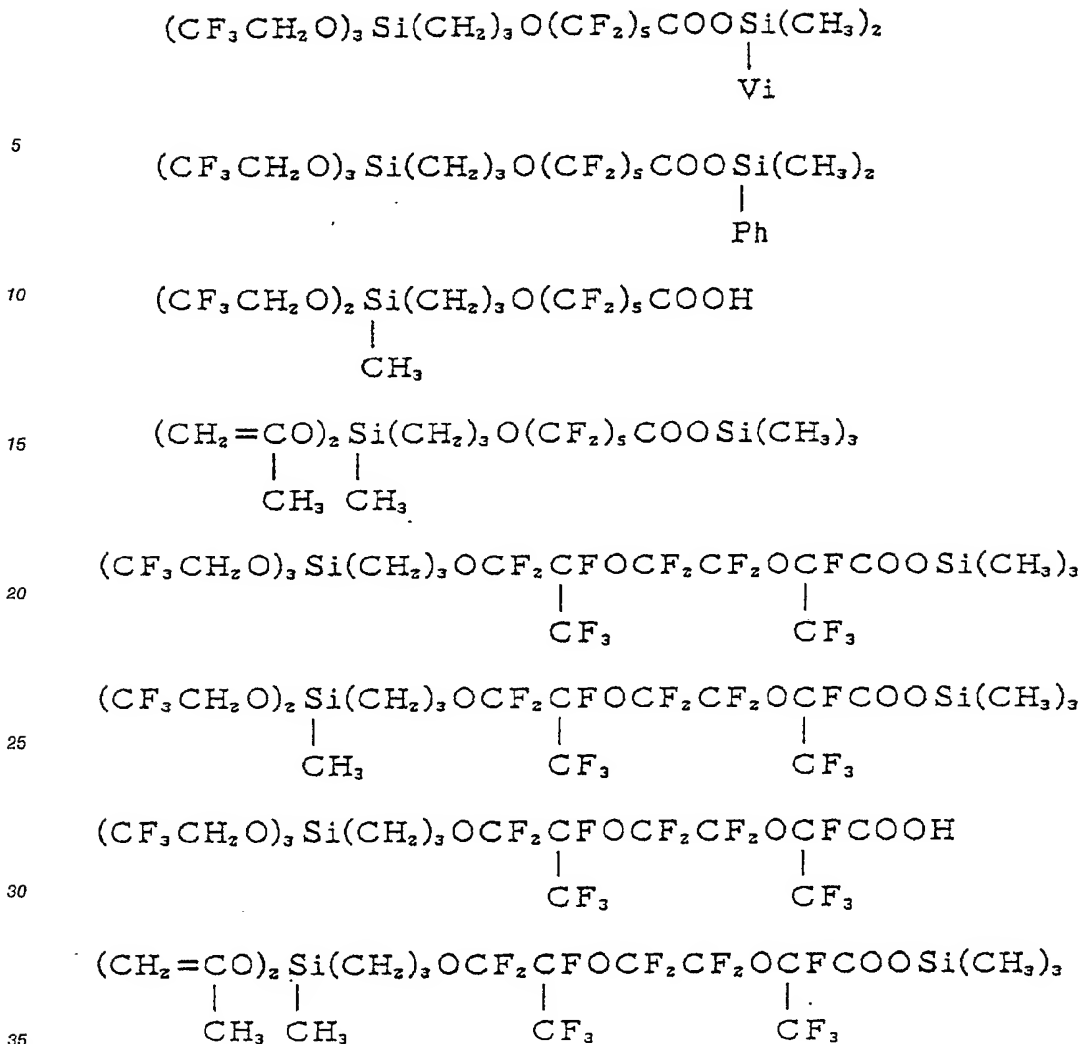 (CF₃CH₂O)₃Si(CH₂)₃O(CF₂)₅COOSi(CH₃)₂
Vi
5
(CF₃CH₂O)₃Si(CH₂)₃O(CF₂)₅COOSi(CH₃)₂
Ph
10 (CF₃CH₂O)₂Si(CH₂)₃O(CF₂)₅COOH
CH₃
15 (CH₂=CO)₂Si(CH₂)₃O(CF₂)₅COOSi(CH₃)₃
CH₃ CH₃
(CF₃CH₂O)₃Si(CH₂)₃OCF₂CFOCF₂CF₂OCFCOOSi(CH₃)₃
20
CF₃ CF₃
(CF₃CH₂O)₂Si(CH₂)₃OCF₂CFOCF₂CF₂OCFCOOSi(CH₃)₃
25
CH₃ CF₃ CF₃
(CF₃CH₂O)₃Si(CH₂)₃OCF₂CFOCF₂CF₂OCFCOOH
30 CF₃ CF₃
(CH₂=CO)₂Si(CH₂)₃OCF₂CFOCF₂CF₂OCFCOOSi(CH₃)₃
35 CH₃ CH₃ CF₃ CF₃